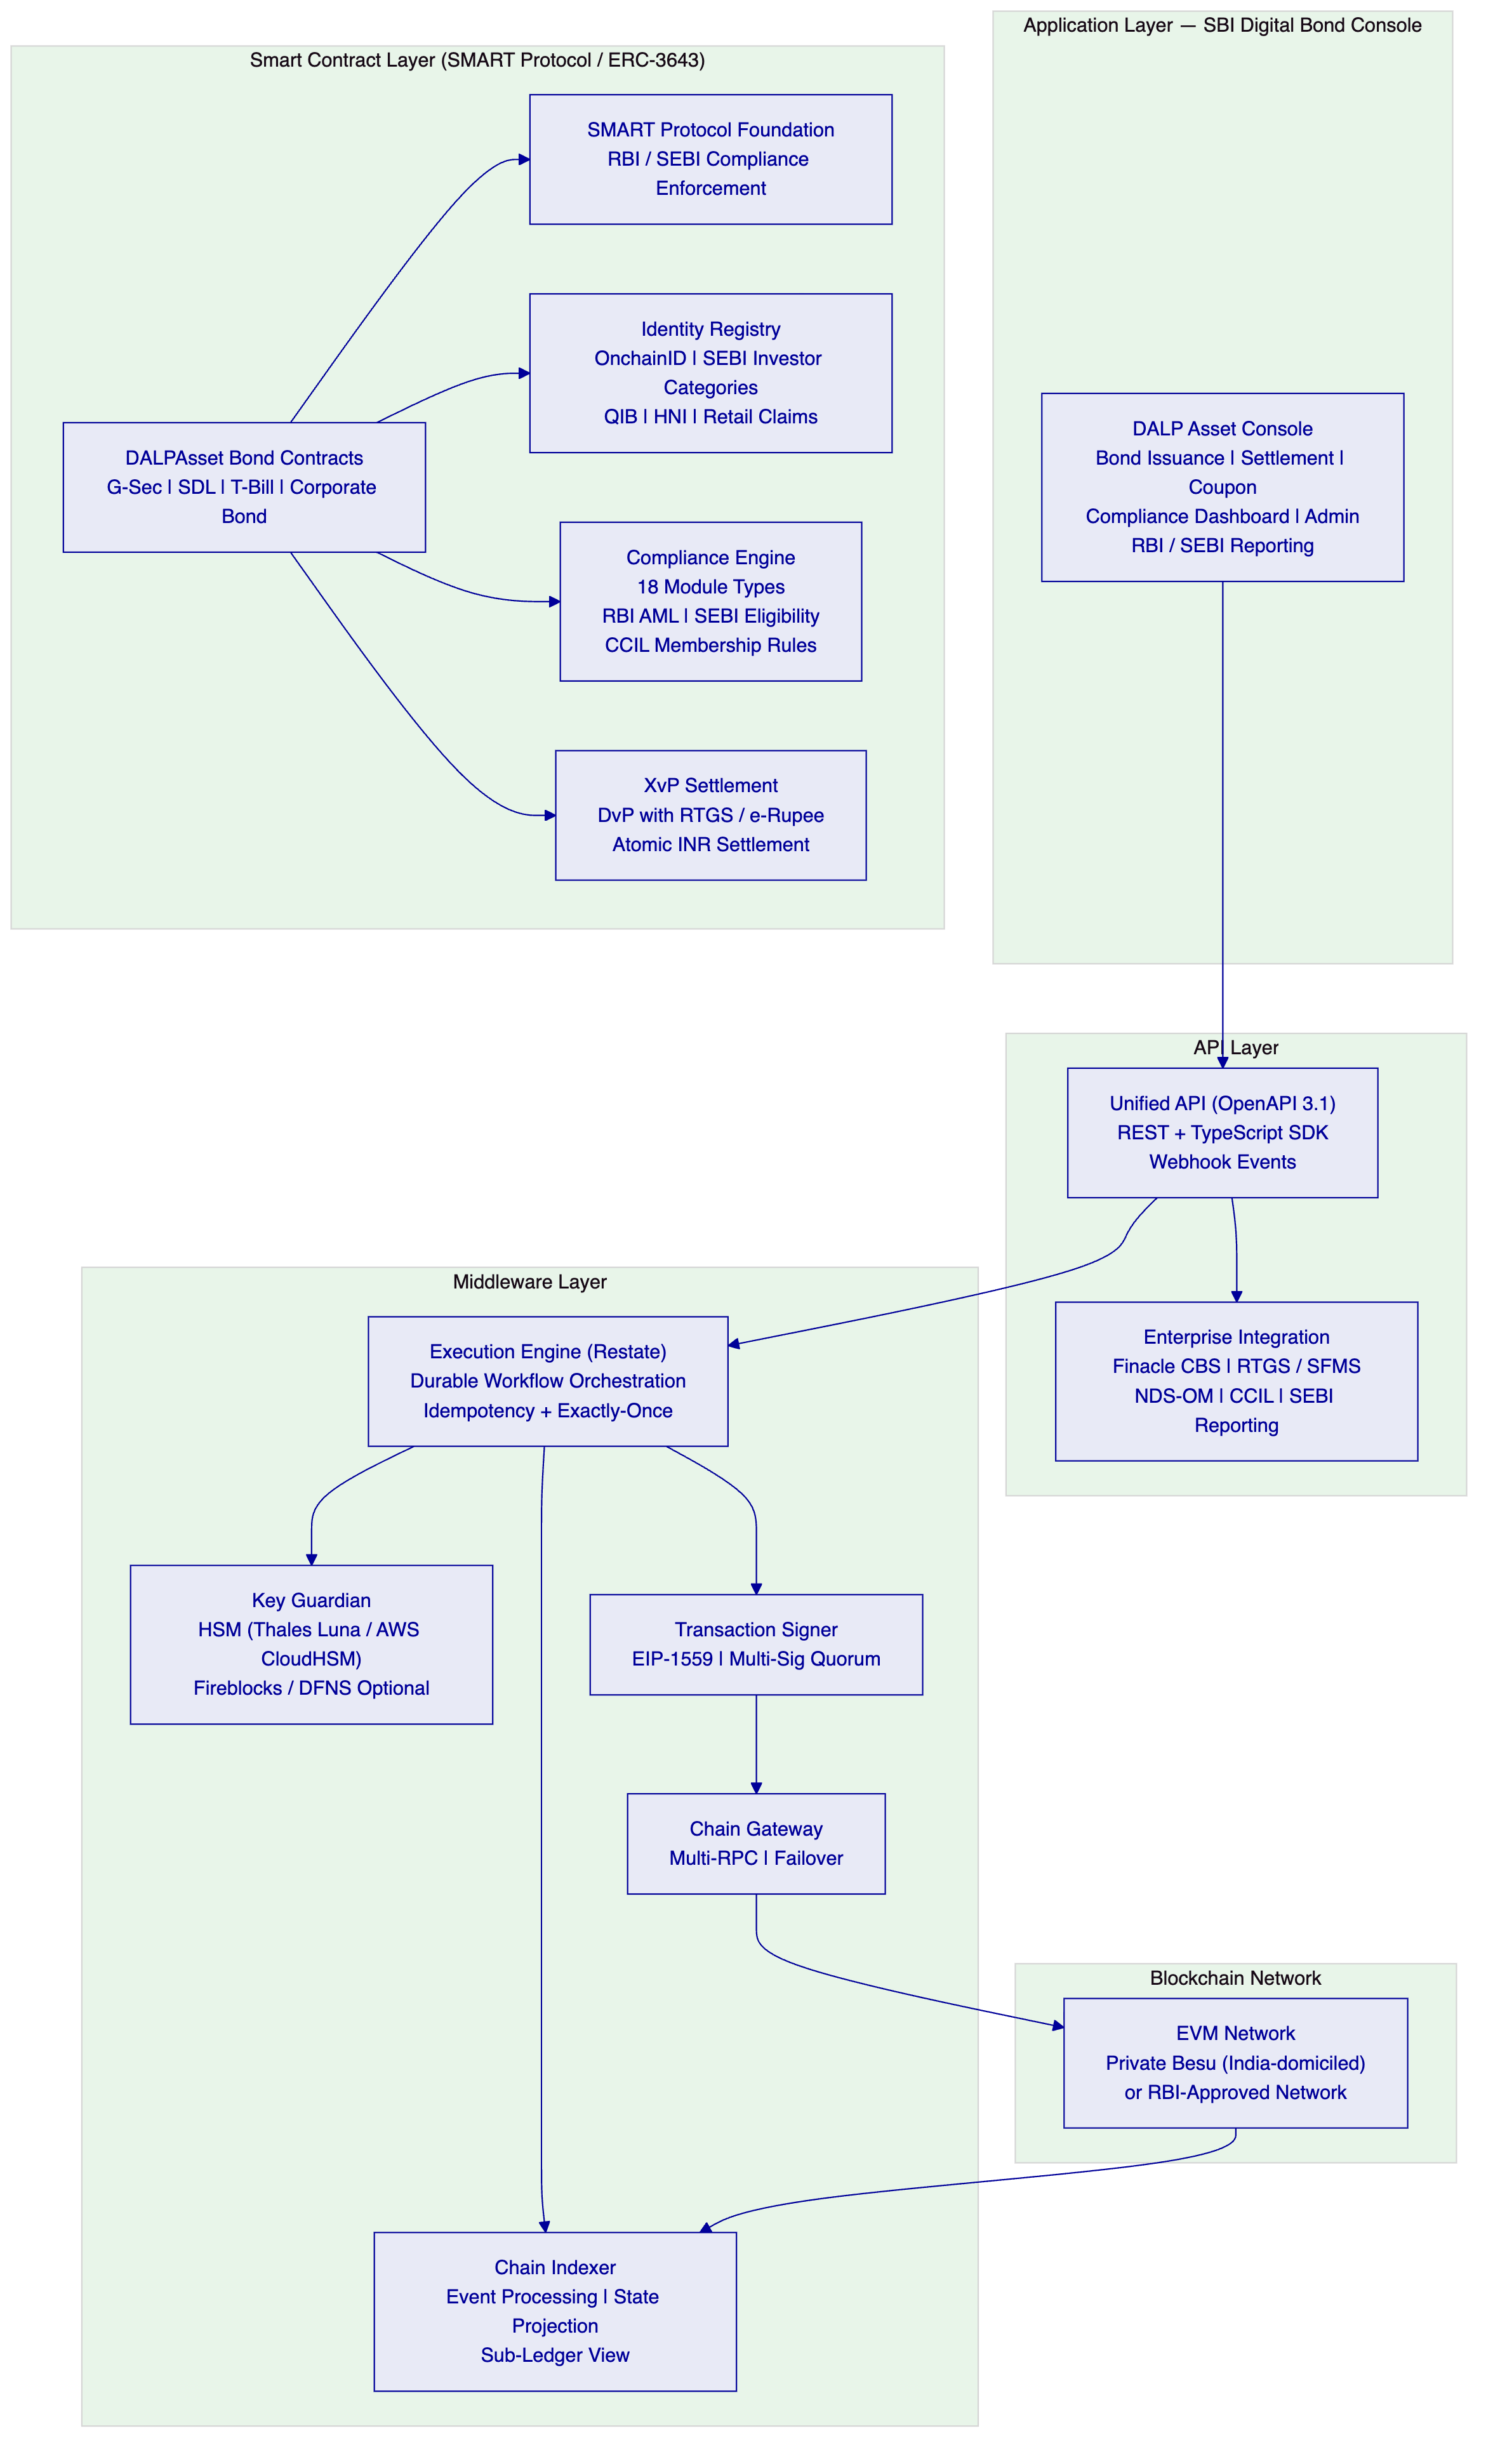 Application Layer — SBI Digital Bond Console
Smart Contract Layer (SMART Protocol / ERC-3643)
SMART Protocol Foundation
RBI / SEBI Compliance
Enforcement
Identity Registry
OnchainID | SEBI Investor
Categories
QIB | HNI | Retail Claims
DALPAsset Bond Contracts
G-Sec | SDL | T-Bill | Corporate
Bond
Compliance Engine
18 Module Types
RBI AML | SEBI Eligibility
CCIL Membership Rules
XvP Settlement
DvP with RTGS / e-Rupee
Atomic INR Settlement
DALP Asset Console
Bond Issuance | Settlement |
Coupon
Compliance Dashboard | Admin
RBI / SEBI Reporting
API Layer
Unified API (OpenAPI 3.1)
REST + TypeScript SDK
Webhook Events
Enterprise Integration
Finacle CBS | RTGS / SFMS
NDS-OM | CCIL | SEBI
Reporting
Middleware Layer
Execution Engine (Restate)
Durable Workflow Orchestration
Idempotency + Exactly-Once
Key Guardian
HSM (Thales Luna / AWS
CloudHSM)
Fireblocks / DFNS Optional
Transaction Signer
EIP-1559 | Multi-Sig Quorum
Chain Gateway
Multi-RPC | Failover
Blockchain Network
EVM Network
Private Besu (India-domiciled)
or RBI-Approved Network
Chain Indexer
Event Processing | State
Projection
Sub-Ledger View